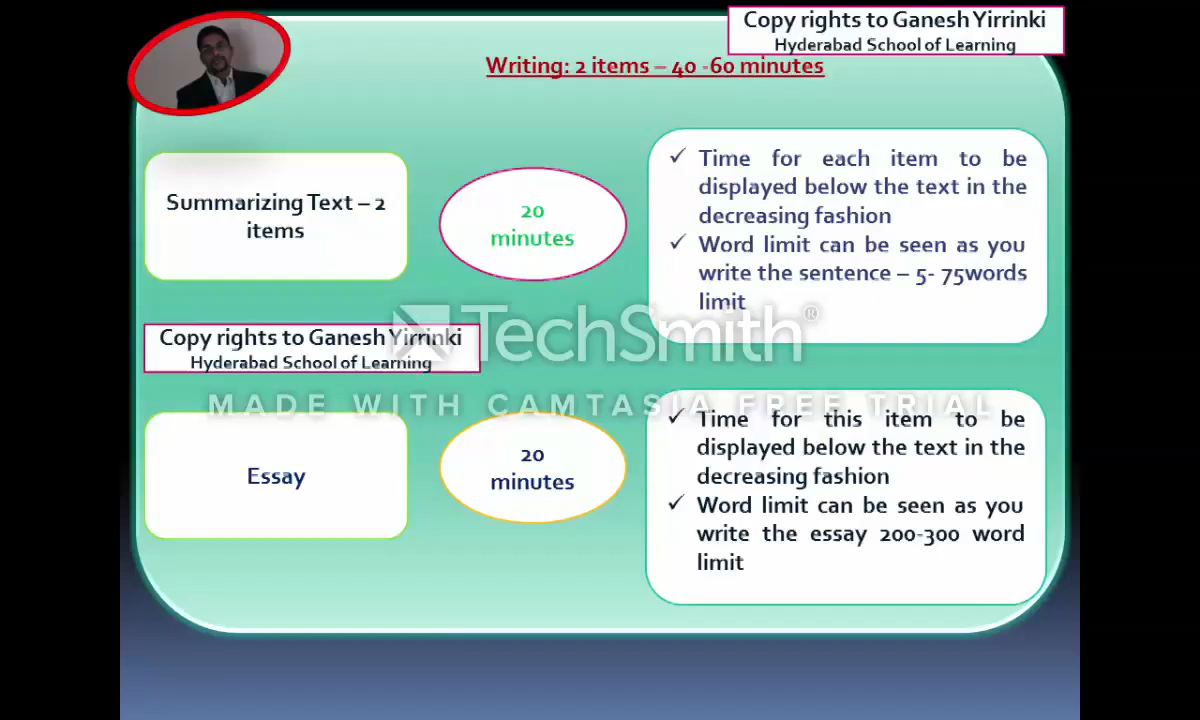 Copy rights to Ganesh Yirrinki
Hyderabad School of Learning
Writing: 2 items – 40 -60 minutes
Summarizing Text – 2
items
20
minutes
✓ Time for each item to be
displayed below the text in the
decreasing fashion
✓ Word limit can be seen as you
write the sentence – 5- 75words
limit
TechSmith®
Copy rights to Ganesh Yirrinki
Hyderabad School of Learning
MADE WITH CAMTASIA FREE TRIAL
Essay
20
minutes
✓ Time for this item to be
displayed below the text in the
decreasing fashion
✓ Word limit can be seen as you
write the essay 200-300 word
limit